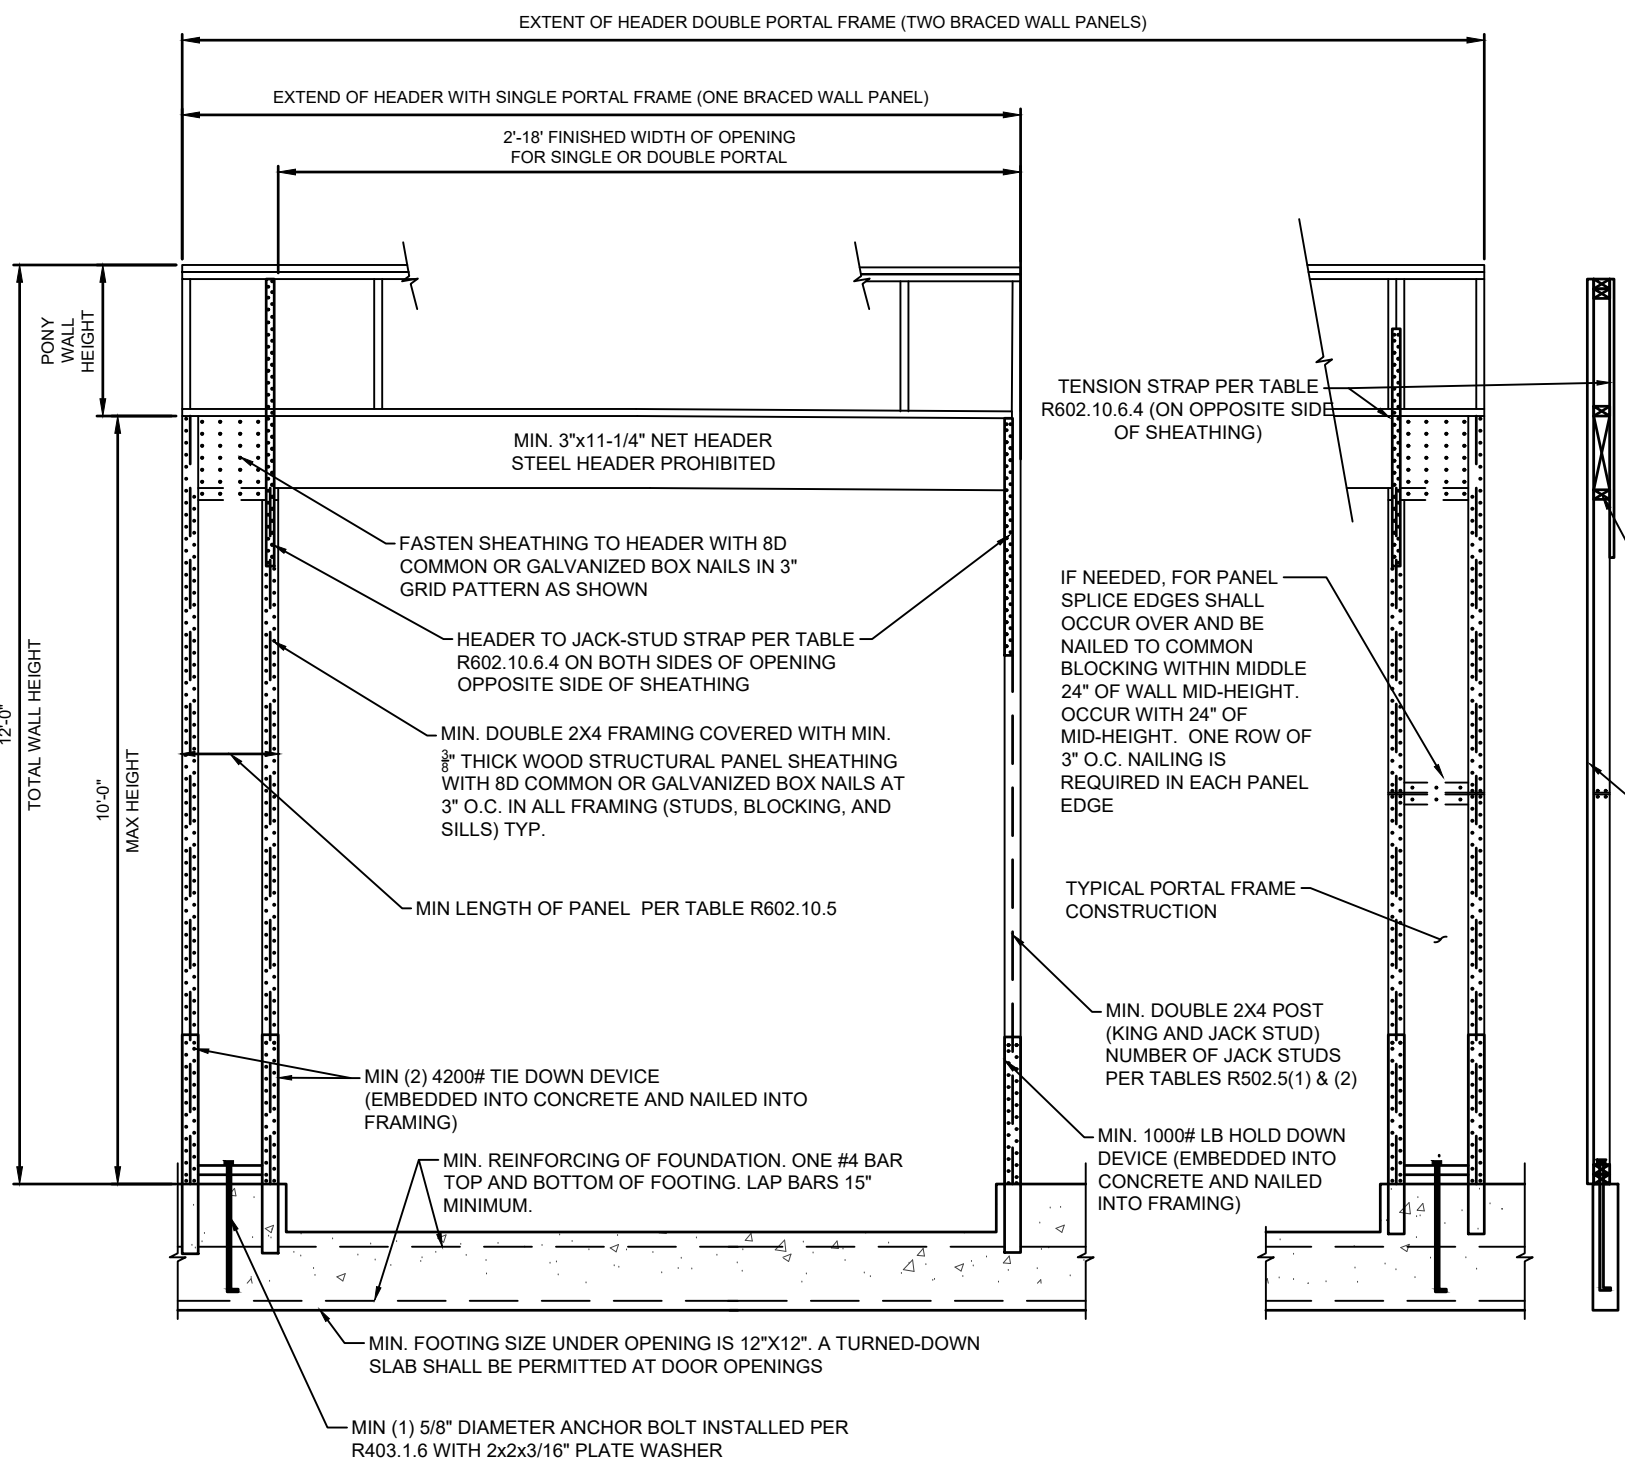 EXTENT OF HEADER DOUBLE PORTAL FRAME (TWO BRACED WALL PANELS)
EXTEND OF HEADER WITH SINGLE PORTAL FRAME (ONE BRACED WALL PANEL)
2'-18' FINISHED WIDTH OF OPENING
FOR SINGLE OR DOUBLE PORTAL
PONY
WALL
HEIGHT
12'-0"
TOTAL WALL HEIGHT
10'-0"
MAX HEIGHT
MIN. 3"x11-1/4" NET HEADER
STEEL HEADER PROHIBITED
TENSION STRAP PER TABLE
R602.10.6.4 (ON OPPOSITE SIDE
OF SHEATHING)
FASTEN SHEATHING TO HEADER WITH 8D
COMMON OR GALVANIZED BOX NAILS IN 3"
GRID PATTERN AS SHOWN
HEADER TO JACK-STUD STRAP PER TABLE
R602.10.6.4 ON BOTH SIDES OF OPENING
OPPOSITE SIDE OF SHEATHING
MIN. DOUBLE 2X4 FRAMING COVERED WITH MIN.
3/8" THICK WOOD STRUCTURAL PANEL SHEATHING
WITH 8D COMMON OR GALVANIZED BOX NAILS AT
3" O.C. IN ALL FRAMING (STUDS, BLOCKING, AND
SILLS) TYP.
IF NEEDED, FOR PANEL
SPLICE EDGES SHALL
OCCUR OVER AND BE
NAILED TO COMMON
BLOCKING WITHIN MIDDLE
24" OF WALL MID-HEIGHT.
OCCUR WITH 24" OF
MID-HEIGHT. ONE ROW OF
3" O.C. NAILING IS
REQUIRED IN EACH PANEL
EDGE
MIN LENGTH OF PANEL PER TABLE R602.10.5
TYPICAL PORTAL FRAME
CONSTRUCTION
MIN. DOUBLE 2X4 POST
(KING AND JACK STUD)
NUMBER OF JACK STUDS
PER TABLES R502.5(1) & (2)
MIN (2) 4200# TIE DOWN DEVICE
(EMBEDDED INTO CONCRETE AND NAILED INTO
FRAMING)
MIN. 1000# LB HOLD DOWN
DEVICE (EMBEDDED INTO
CONCRETE AND NAILED
INTO FRAMING)
MIN. REINFORCING OF FOUNDATION. ONE #4 BAR
TOP AND BOTTOM OF FOOTING. LAP BARS 15"
MINIMUM.
MIN. FOOTING SIZE UNDER OPENING IS 12"X12". A TURNED-DOWN
SLAB SHALL BE PERMITTED AT DOOR OPENINGS
MIN (1) 5/8" DIAMETER ANCHOR BOLT INSTALLED PER
R403.1.6 WITH 2x2x3/16" PLATE WASHER